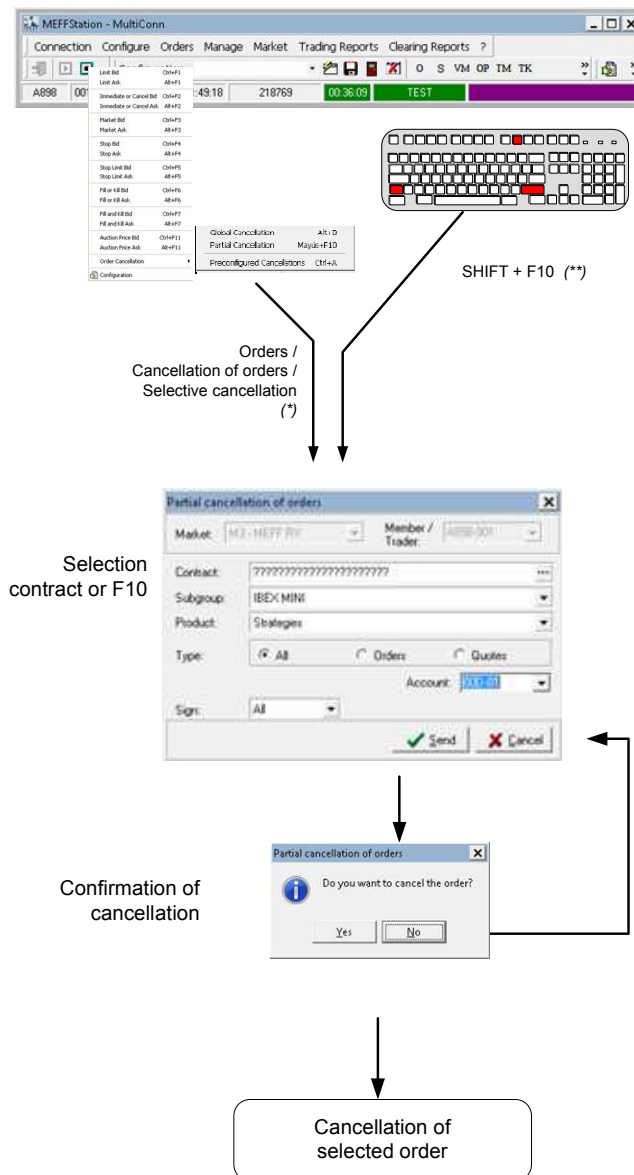 MEFFStation - MultiConn
Connection Configure Orders Manage Market Trading Reports Clearing Reports ?
O S VM OP TM TK
A898 001 :49:18 218769 00:36:09 TEST
Limit Bid Ctrl+F1
Limit Ask Alt+F1
Immediate or Cancel Bid Ctrl+F2
Immediate or Cancel Ask Alt+F2
Market Bid Ctrl+F3
Market Ask Alt+F3
Stop Bid Ctrl+F4
Stop Ask Alt+F4
Stop Limit Bid Ctrl+F5
Stop Limit Ask Alt+F5
Fill or Kill Bid Ctrl+F6
Fill or Kill Ask Alt+F6
Fill and Kill Bid Ctrl+F7
Fill and Kill Ask Alt+F7
Auction Price Bid Ctrl+F11
Auction Price Ask Alt+F11
Order Cancellation
Configuration
Global Cancellation Alt+D
Partial Cancellation Mayús+F10
Preconfigured Cancellations Ctrl+A
SHIFT + F10 (**)
Orders /
Cancellation of orders /
Selective cancellation
(*)
Selection
contract or F10
Partial cancellation of orders
Market: M3 - MEFF RV Member / Trader: A898-001
Contract: ??????????????????????
Subgroup: IBEX MINI
Product: Strategies
Type: All Orders Quotes
Account:
Sign: All
Send Cancel
Confirmation of
cancellation
Partial cancellation of orders
Do you want to cancel the order?
Yes No
Cancellation of
selected order